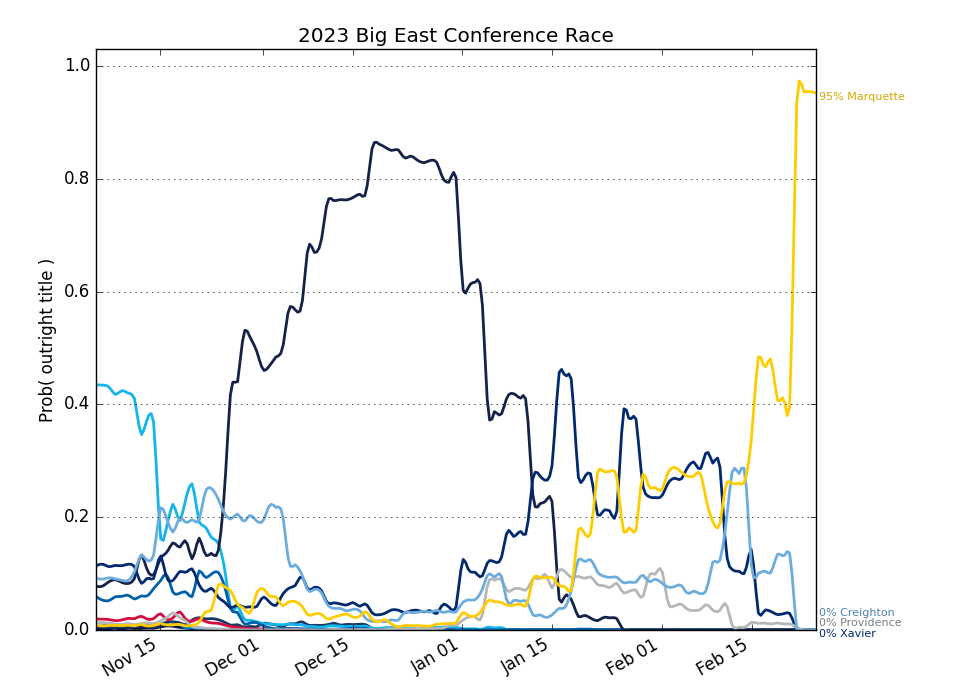 2023 Big East Conference Race
1.0
0.8
0.6
0.4
0.2
0.0
Prob( outright title )
95% Marquette
0% Creighton
0% Providence
0% Xavier
Nov 15
Dec 01
Dec 15
Jan 01
Jan 15
Feb 01
Feb 15